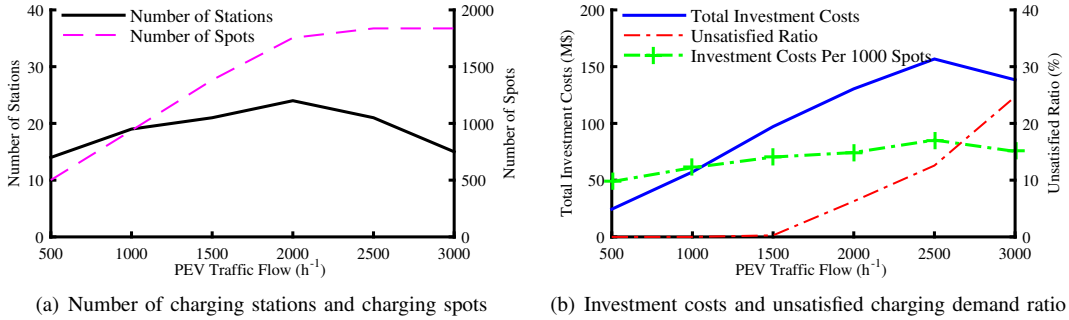 40
30
20
10
0
Number of Stations
Number of Stations
Number of Spots
2000
1500
1000
500
0
Number of Spots
500 1000 1500 2000 2500 3000
PEV Traffic Flow (h⁻¹)
(a) Number of charging stations and charging spots
200
150
100
50
0
Total Investment Costs (M$)
Total Investment Costs
Unsatisfied Ratio
Investment Costs Per 1000 Spots
40
30
20
10
0
Unsatisfied Ratio (%)
500 1000 1500 2000 2500 3000
PEV Traffic Flow (h⁻¹)
(b) Investment costs and unsatisfied charging demand ratio